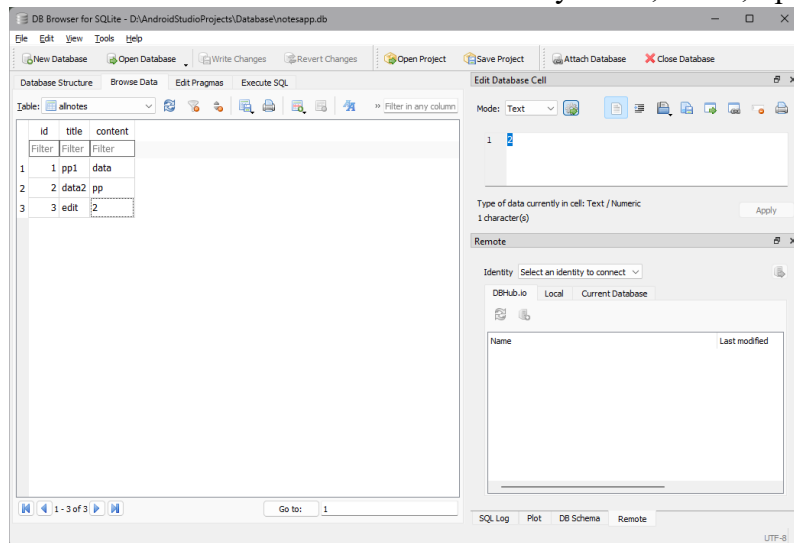 DB Browser for SQLite - D:\AndroidStudioProjects\Database\notesapp.db
File Edit View Tools Help
New Database Open Database Write Changes Revert Changes Open Project Save Project Attach Database Close Database
Database Structure Browse Data Edit Pragmas Execute SQL
Table: allnotes Filter in any column
id title content
Filter Filter Filter
1 1 pp1 data
2 2 data2 pp
3 3 edit 2
1 - 3 of 3 Go to: 1
Edit Database Cell
Mode: Text
1 2
Type of data currently in cell: Text / Numeric
1 character(s)
Apply
Remote
Identity Select an identity to connect
DBHub.io Local Current Database
Name Last modified
SQL Log Plot DB Schema Remote
UTF-8